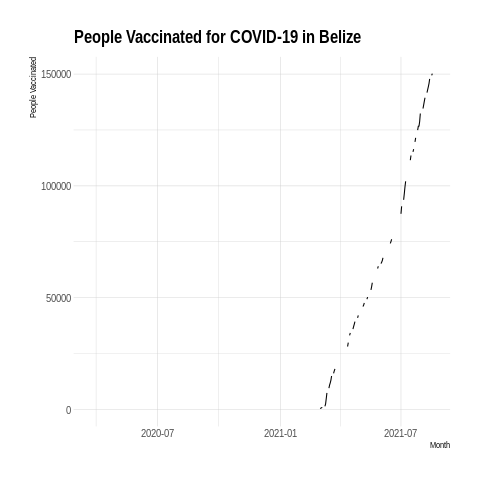 People Vaccinated for COVID-19 in Belize
People Vaccinated
150000
100000
50000
0
2020-07
2021-01
2021-07
Month